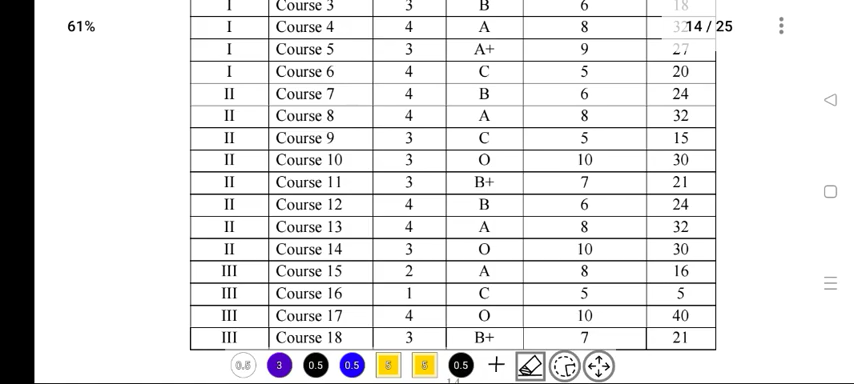 I Course 3 3 B 6 18
61% I Course 4 4 A 8 32 14 / 25
I Course 5 3 A+ 9 27
I Course 6 4 C 5 20
II Course 7 4 B 6 24
II Course 8 4 A 8 32
II Course 9 3 C 5 15
II Course 10 3 O 10 30
II Course 11 3 B+ 7 21
II Course 12 4 B 6 24
II Course 13 4 A 8 32
II Course 14 3 O 10 30
III Course 15 2 A 8 16
III Course 16 1 C 5 5
III Course 17 4 O 10 40
III Course 18 3 B+ 7 21
0.5 3 0.5 0.5 5 5 0.5
14